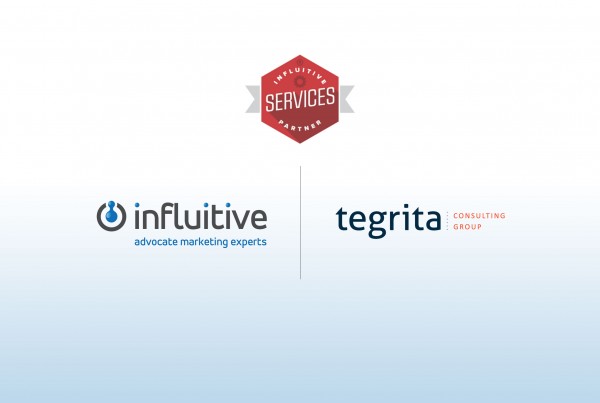 INFLUITIVE
SERVICES
PARTNER
influitive
advocate marketing experts
tegrita
CONSULTING
GROUP